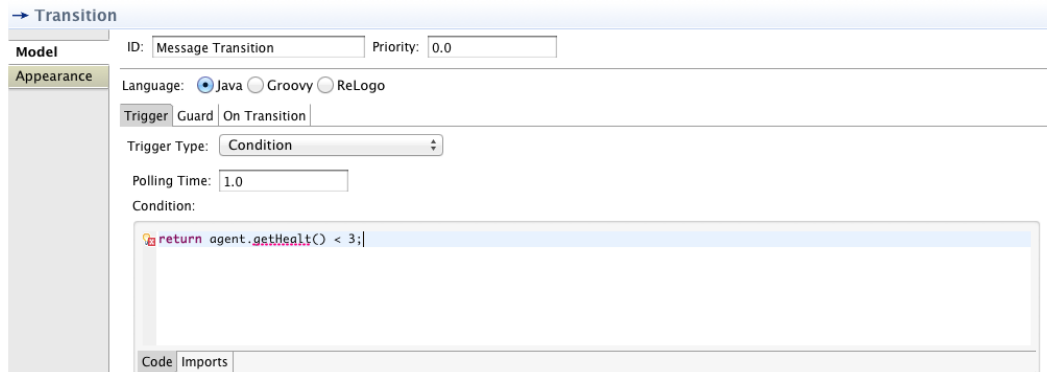 Transition
Model
Appearance
ID: Message Transition Priority: 0.0
Language: Java Groovy ReLogo
Trigger Guard On Transition
Trigger Type: Condition
Polling Time: 1.0
Condition:
return agent.getHealt() < 3;
Code Imports